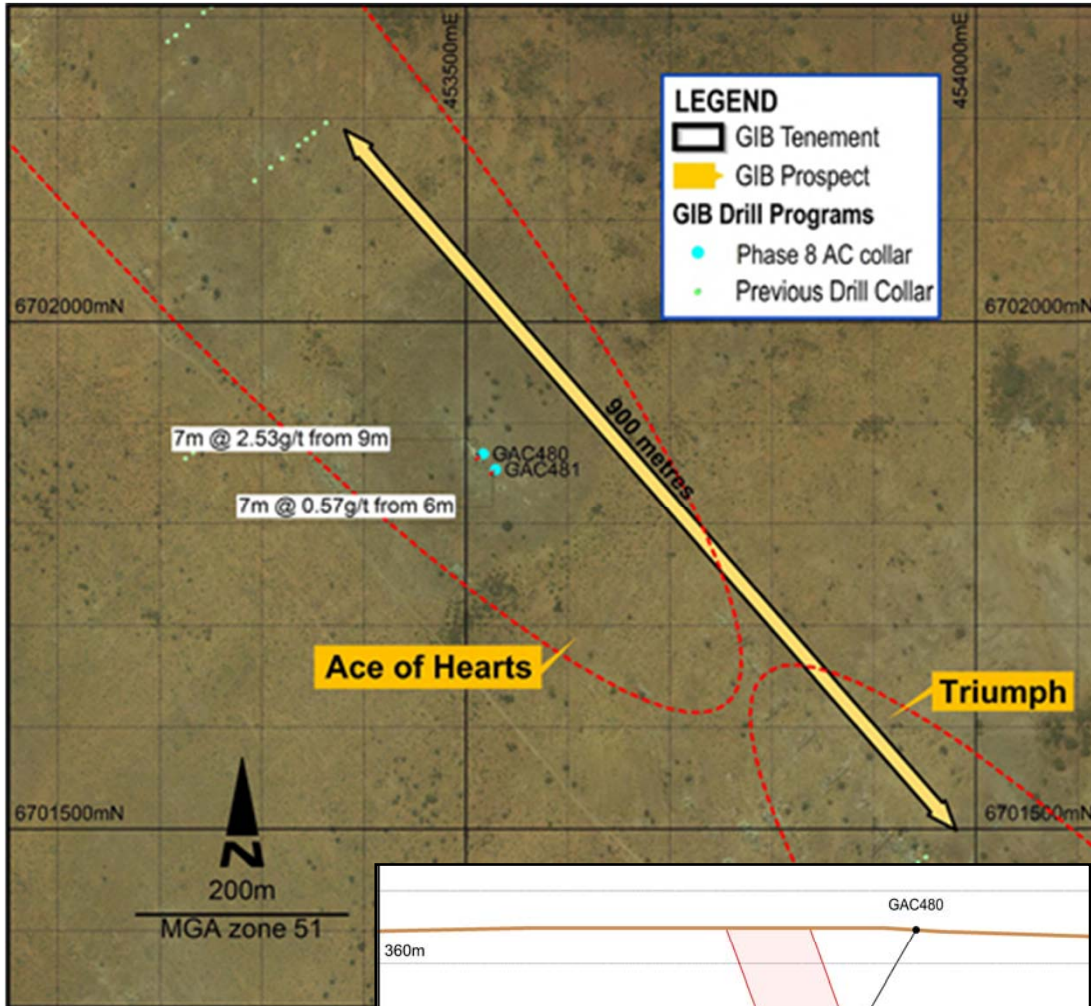 453500mE
454000mE
LEGEND
GIB Tenement
GIB Prospect
GIB Drill Programs
Phase 8 AC collar
Previous Drill Collar
6702000mN
6702000mN
900 metres
7m @ 2.53g/t from 9m
GAC480
GAC481
7m @ 0.57g/t from 6m
Ace of Hearts
Triumph
6701500mN
6701500mN
N
200m
MGA zone 51
GAC480
360m